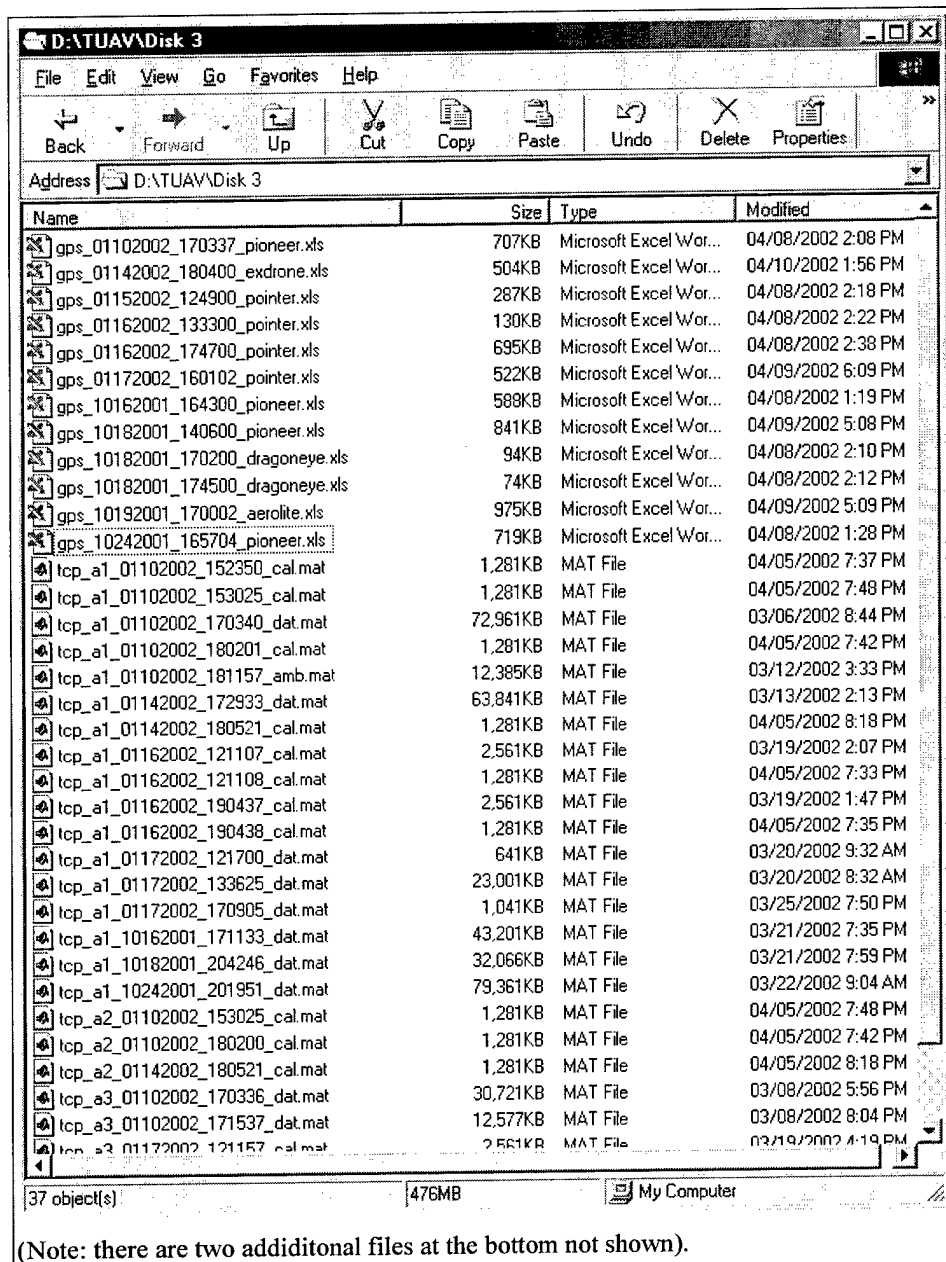 D:\TUAV\Disk 3
File Edit View Go Favorites Help
Back Forward Up Cut Copy Paste Undo Delete Properties »
Address D:\TUAV\Disk 3
Name Size Type Modified
gps_01102002_170337_pioneer.xls 707KB Microsoft Excel Wor... 04/08/2002 2:08 PM
gps_01142002_180400_exdrone.xls 504KB Microsoft Excel Wor... 04/10/2002 1:56 PM
gps_01152002_124900_pointer.xls 287KB Microsoft Excel Wor... 04/08/2002 2:18 PM
gps_01162002_133300_pointer.xls 130KB Microsoft Excel Wor... 04/08/2002 2:22 PM
gps_01162002_174700_pointer.xls 695KB Microsoft Excel Wor... 04/08/2002 2:38 PM
gps_01172002_160102_pointer.xls 522KB Microsoft Excel Wor... 04/09/2002 6:09 PM
gps_10162001_164300_pioneer.xls 588KB Microsoft Excel Wor... 04/08/2002 1:19 PM
gps_10182001_140600_pioneer.xls 841KB Microsoft Excel Wor... 04/09/2002 5:08 PM
gps_10182001_170200_dragoneye.xls 94KB Microsoft Excel Wor... 04/08/2002 2:10 PM
gps_10182001_174500_dragoneye.xls 74KB Microsoft Excel Wor... 04/08/2002 2:12 PM
gps_10192001_170002_aerolite.xls 975KB Microsoft Excel Wor... 04/09/2002 5:09 PM
gps_10242001_165704_pioneer.xls 719KB Microsoft Excel Wor... 04/08/2002 1:28 PM
tcp_a1_01102002_152350_cal.mat 1,281KB MAT File 04/05/2002 7:37 PM
tcp_a1_01102002_153025_cal.mat 1,281KB MAT File 04/05/2002 7:48 PM
tcp_a1_01102002_170340_dat.mat 72,961KB MAT File 03/06/2002 8:44 PM
tcp_a1_01102002_180201_cal.mat 1,281KB MAT File 04/05/2002 7:42 PM
tcp_a1_01102002_181157_amb.mat 12,385KB MAT File 03/12/2002 3:33 PM
tcp_a1_01142002_172933_dat.mat 63,841KB MAT File 03/13/2002 2:13 PM
tcp_a1_01142002_180521_cal.mat 1,281KB MAT File 04/05/2002 8:18 PM
tcp_a1_01162002_121107_cal.mat 2,561KB MAT File 03/19/2002 2:07 PM
tcp_a1_01162002_121108_cal.mat 1,281KB MAT File 04/05/2002 7:33 PM
tcp_a1_01162002_190437_cal.mat 2,561KB MAT File 03/19/2002 1:47 PM
tcp_a1_01162002_190438_cal.mat 1,281KB MAT File 04/05/2002 7:35 PM
tcp_a1_01172002_121700_dat.mat 641KB MAT File 03/20/2002 9:32 AM
tcp_a1_01172002_133625_dat.mat 23,001KB MAT File 03/20/2002 8:32 AM
tcp_a1_01172002_170905_dat.mat 1,041KB MAT File 03/25/2002 7:50 PM
tcp_a1_10162001_171133_dat.mat 43,201KB MAT File 03/21/2002 7:35 PM
tcp_a1_10182001_204246_dat.mat 32,066KB MAT File 03/21/2002 7:59 PM
tcp_a1_10242001_201951_dat.mat 79,361KB MAT File 03/22/2002 9:04 AM
tcp_a2_01102002_153025_cal.mat 1,281KB MAT File 04/05/2002 7:48 PM
tcp_a2_01102002_180200_cal.mat 1,281KB MAT File 04/05/2002 7:42 PM
tcp_a2_01142002_180521_cal.mat 1,281KB MAT File 04/05/2002 8:18 PM
tcp_a3_01102002_170336_dat.mat 30,721KB MAT File 03/08/2002 5:56 PM
tcp_a3_01102002_171537_dat.mat 12,577KB MAT File 03/08/2002 8:04 PM
tcp_a3_01172002_121157_cal.mat 2,561KB MAT File 03/19/2002 4:19 PM
37 object(s) 476MB My Computer
(Note: there are two addiditonal files at the bottom not shown).